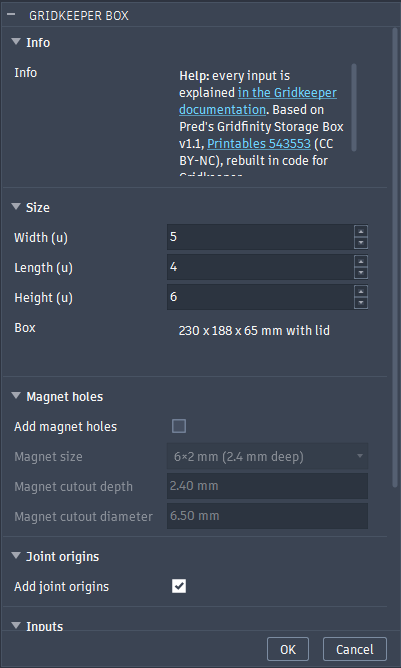 GRIDKEEPER BOX
Info
Info
Help: every input is
explained in the Gridkeeper
documentation. Based on
Pred's Gridfinity Storage Box
v1.1, Printables 543553 (CC
BY-NC), rebuilt in code for
Gridkeeper
Size
Width (u) 5
Length (u) 4
Height (u) 6
Box 230 x 188 x 65 mm with lid
Magnet holes
Add magnet holes
Magnet size 6×2 mm (2.4 mm deep)
Magnet cutout depth 2.40 mm
Magnet cutout diameter 6.50 mm
Joint origins
Add joint origins
Inputs
OK Cancel